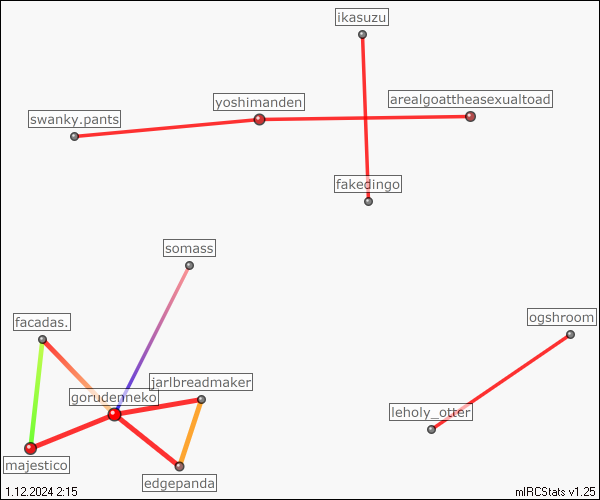 ikasuzu
arealgoattheasexualtoad
yoshimanden
swanky.pants
fakedingo
somass
ogshroom
facadas.
jarlbreadmaker
gorudenneko
leholy_otter
majestico
edgepanda
1.12.2024 2:15
mIRCStats v1.25